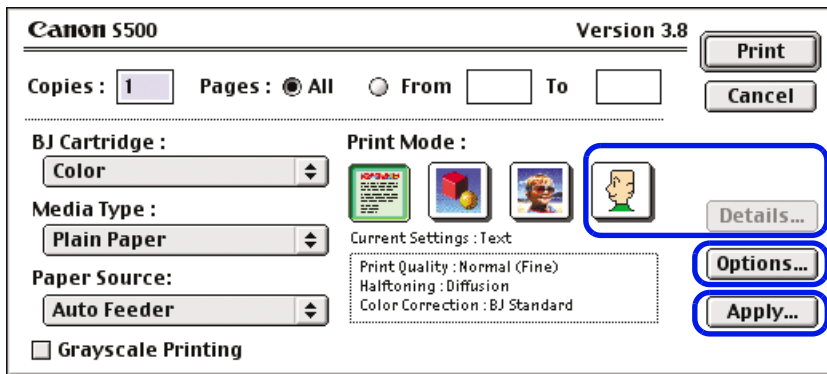 Canon S500 Version 3.8
Print
Copies : 1 Pages : All From To
Cancel
BJ Cartridge : Print Mode :
Color
Media Type :
Details...
Plain Paper
Current Settings : Text
Options...
Paper Source:
Print Quality : Normal (Fine)
Halftoning : Diffusion
Auto Feeder
Color Correction : BJ Standard
Apply...
Grayscale Printing